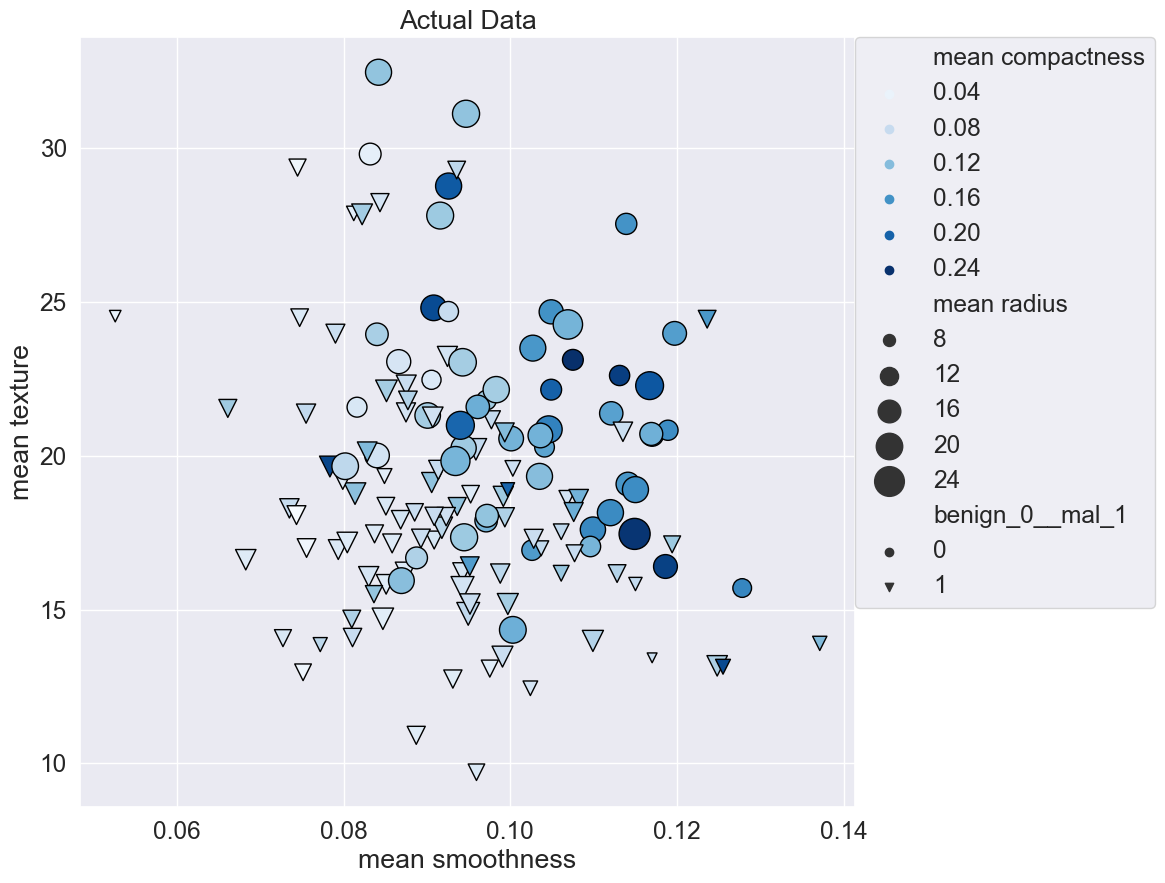 Actual Data
mean texture
30
25
20
15
10
0.06 0.08 0.10 0.12 0.14
mean smoothness
mean compactness
0.04
0.08
0.12
0.16
0.20
0.24
mean radius
8
12
16
20
24
benign_0__mal_1
0
1